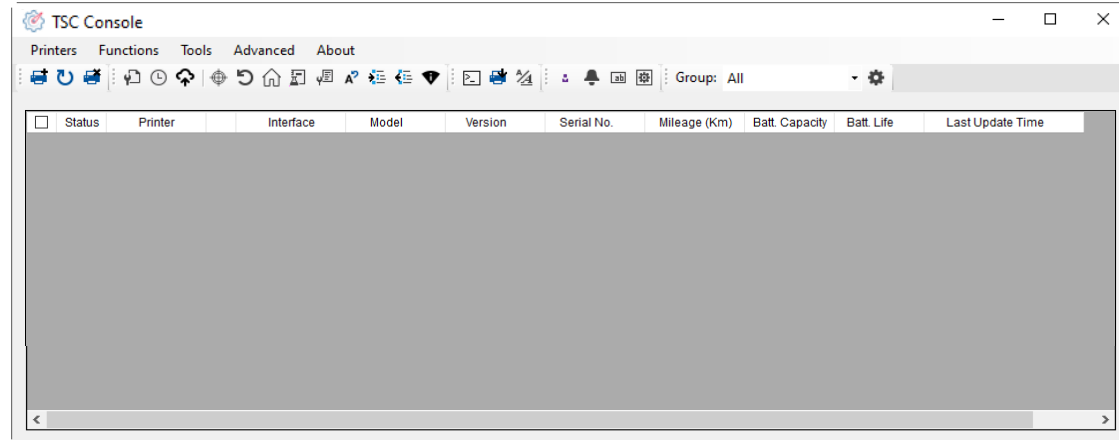 TSC Console
Printers Functions Tools Advanced About
Group: All
Status Printer Interface Model Version Serial No. Mileage (Km) Batt. Capacity Batt. Life Last Update Time